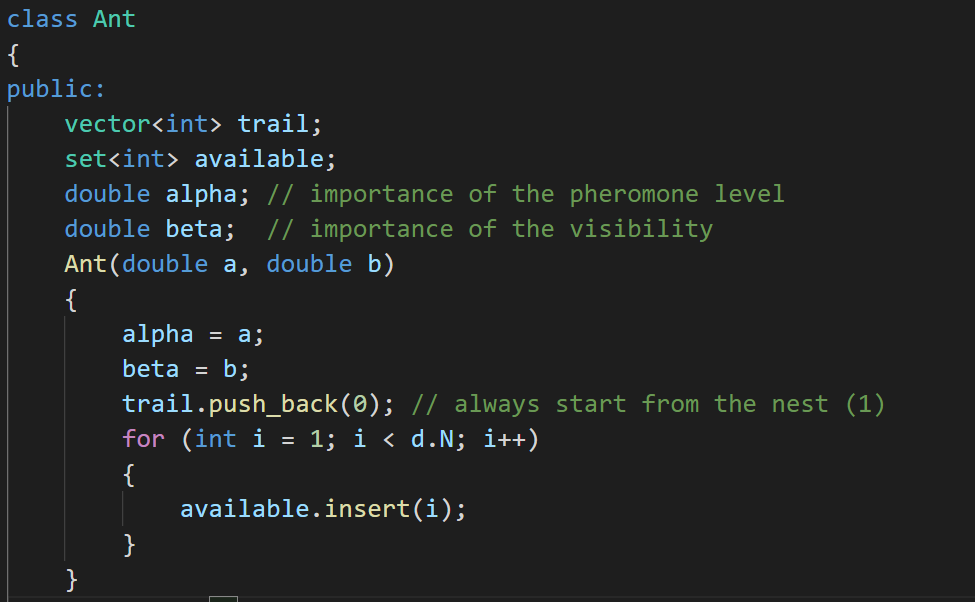 class Ant
{
public:
    vector<int> trail;
    set<int> available;
    double alpha; // importance of the pheromone level
    double beta;  // importance of the visibility
    Ant(double a, double b)
    {
        alpha = a;
        beta = b;
        trail.push_back(0); // always start from the nest (1)
        for (int i = 1; i < d.N; i++)
        {
            available.insert(i);
        }
    }